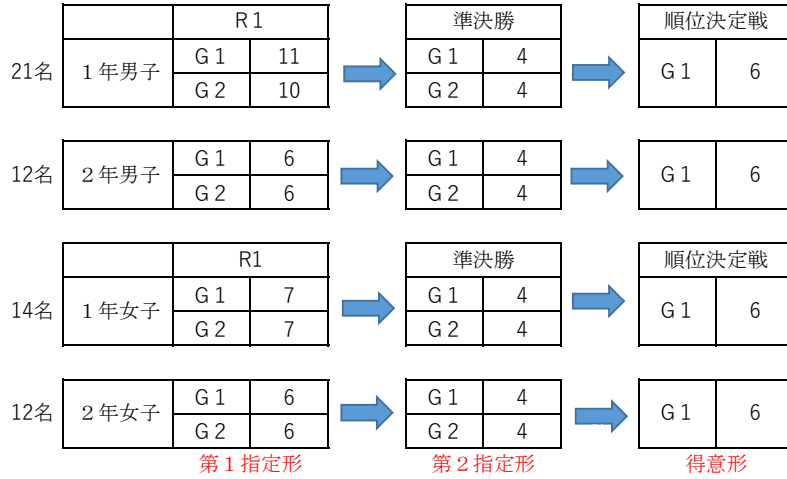 R１ 準決勝 順位決定戦
21名 １年男子 G１ 11 G１ 4 G１ 6
G２ 10 G２ 4
12名 ２年男子 G１ 6 G１ 4 G１ 6
G２ 6 G２ 4
R1 準決勝 順位決定戦
14名 １年女子 G１ 7 G１ 4 G１ 6
G２ 7 G２ 4
12名 ２年女子 G１ 6 G１ 4 G１ 6
G２ 6 G２ 4
第１指定形 第２指定形 得意形